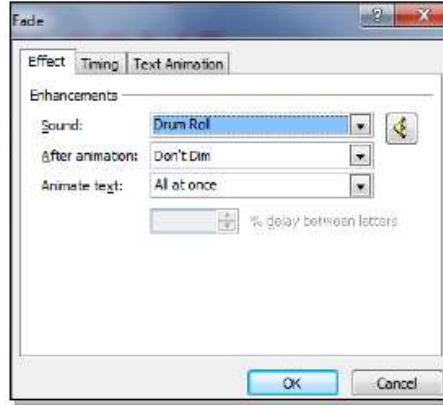 Fade
Effect Timing Text Animation
Enhancements
Sound: Drum Roll
After animation: Don't Dim
Animate text: All at once
% delay between letters
OK Cancel